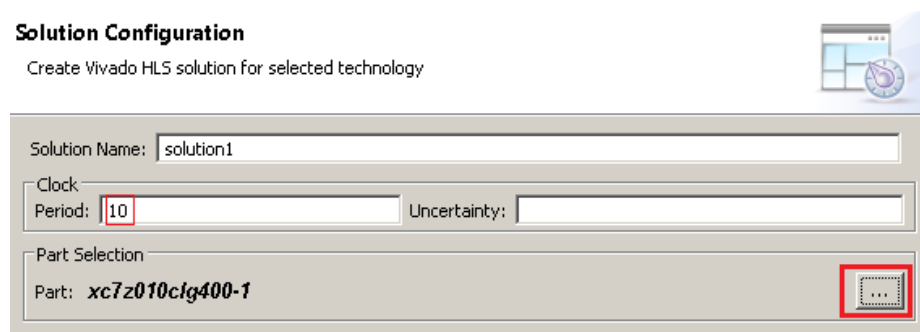 Solution Configuration
Create Vivado HLS solution for selected technology
Solution Name: solution1
Clock
Period: 10 Uncertainty:
Part Selection
Part: xc7z010clg400-1
...